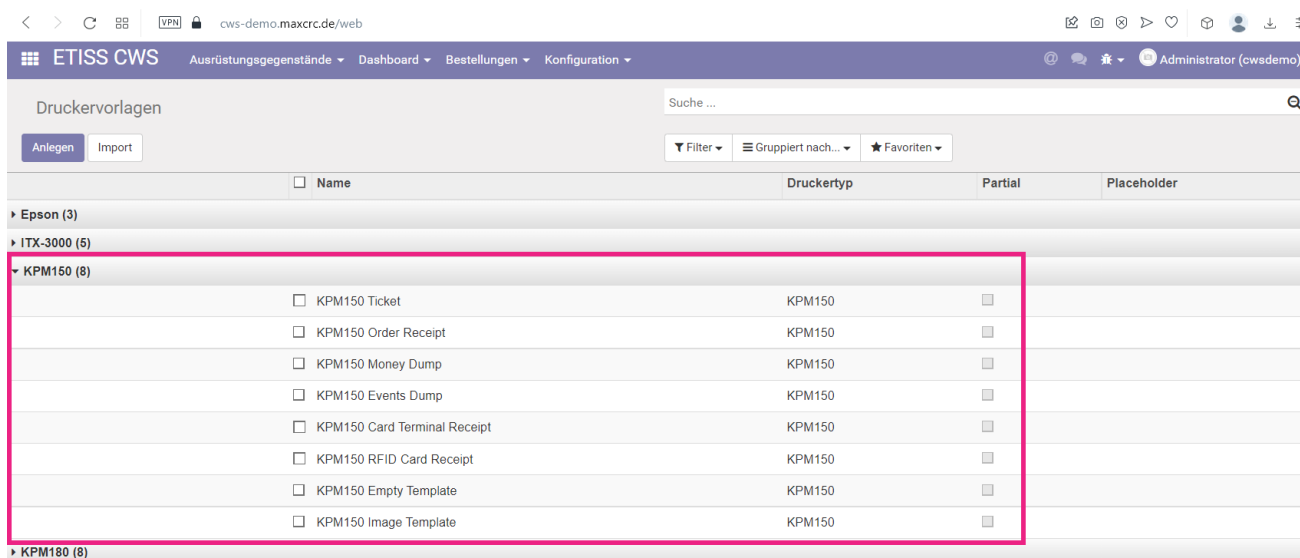 VPN cws-demo.maxcrc.de/web
ETISS CWS Ausrüstungsgegenstände Dashboard Bestellungen Konfiguration @ Administrator (cwsdemo)
Druckervorlagen Suche ...
Anlegen Import Filter Gruppiert nach... Favoriten
Name Druckertyp Partial Placeholder
Epson (3)
ITX-3000 (5)
KPM150 (8)
KPM150 Ticket KPM150
KPM150 Order Receipt KPM150
KPM150 Money Dump KPM150
KPM150 Events Dump KPM150
KPM150 Card Terminal Receipt KPM150
KPM150 RFID Card Receipt KPM150
KPM150 Empty Template KPM150
KPM150 Image Template KPM150
KPM180 (8)